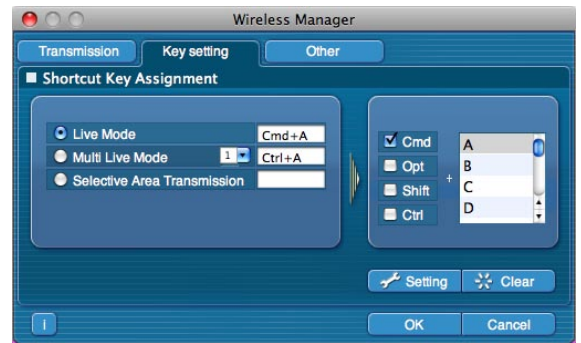 Wireless Manager
Transmission Key setting Other
Shortcut Key Assignment
Live Mode Cmd+A
Multi Live Mode 1 Ctrl+A
Selective Area Transmission
Cmd
Opt
Shift
Ctrl
+
A
B
C
D
Setting Clear
i OK Cancel